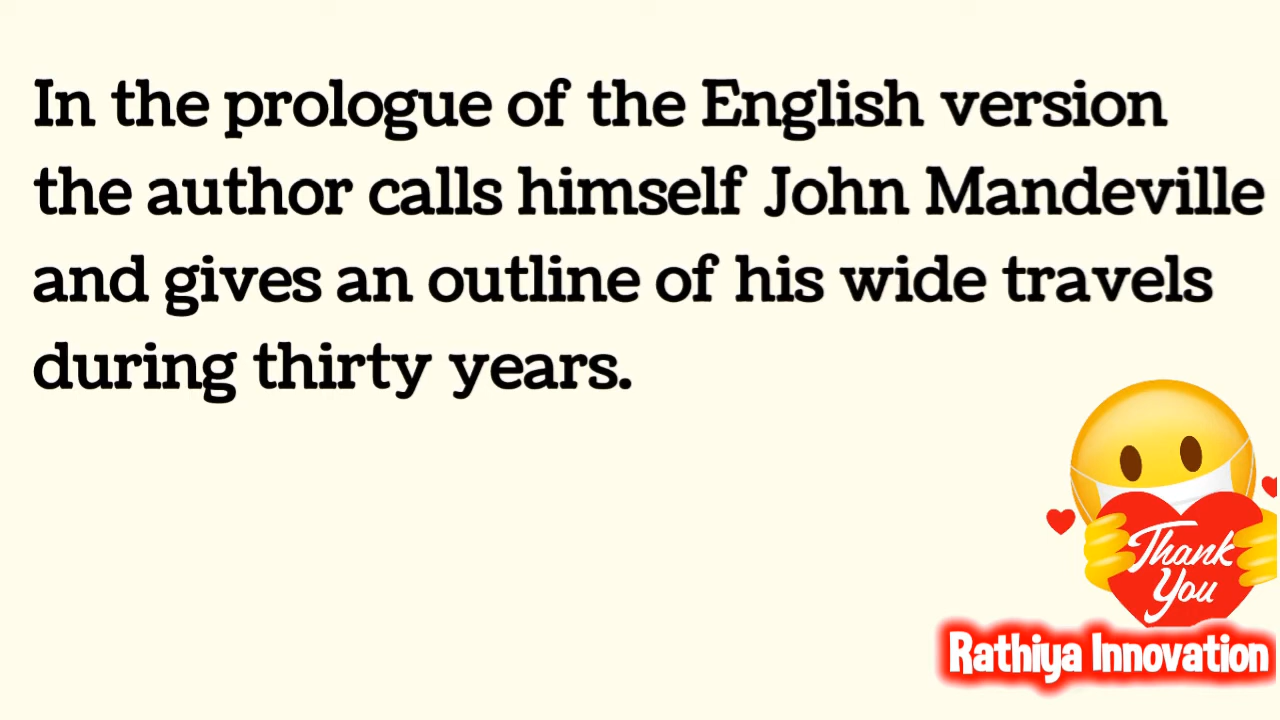 In the prologue of the English version
the author calls himself John Mandeville
and gives an outline of his wide travels
during thirty years.
Thank
You
Rathiya Innovation